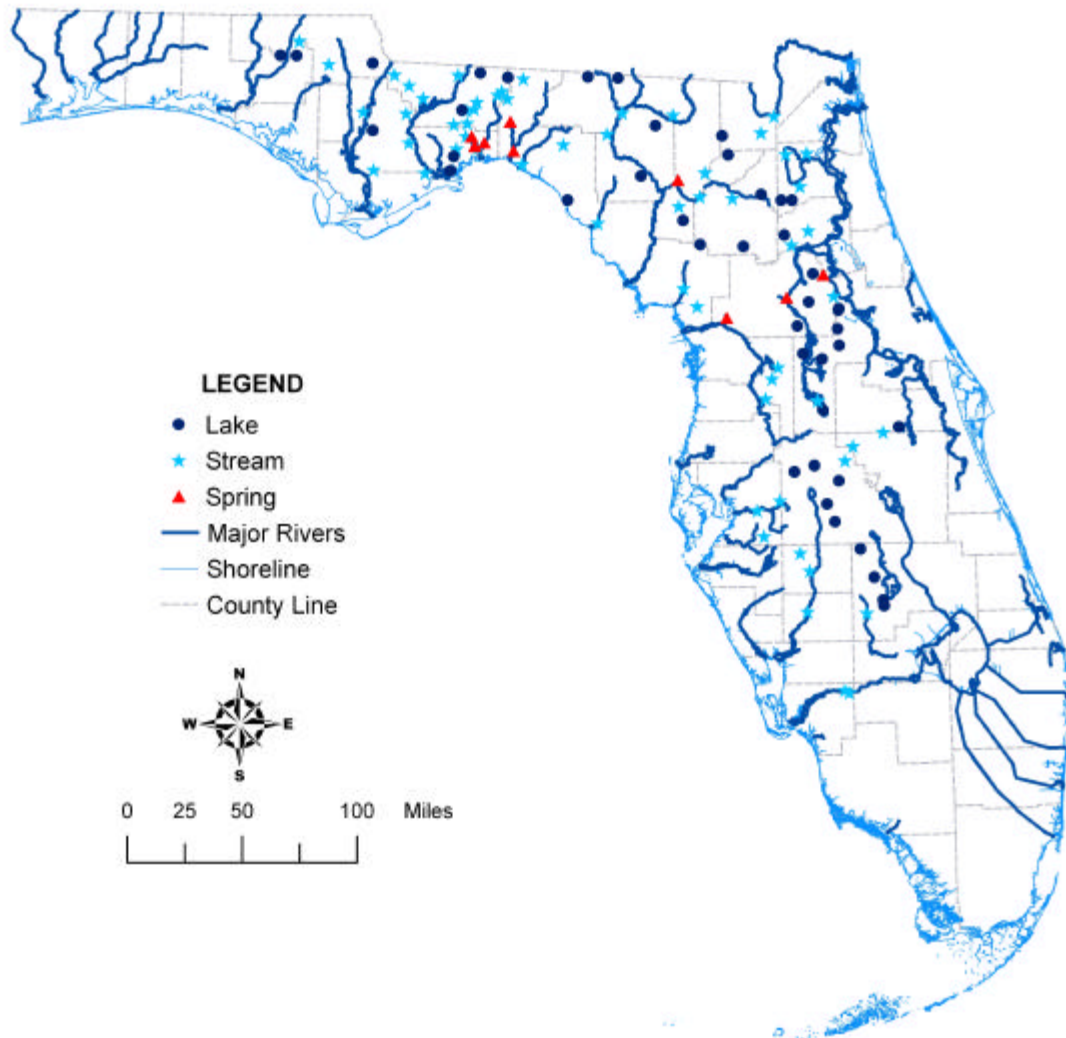 LEGEND
Lake
Stream
Spring
Major Rivers
Shoreline
County Line
N
W E
S
0 25 50 100 Miles